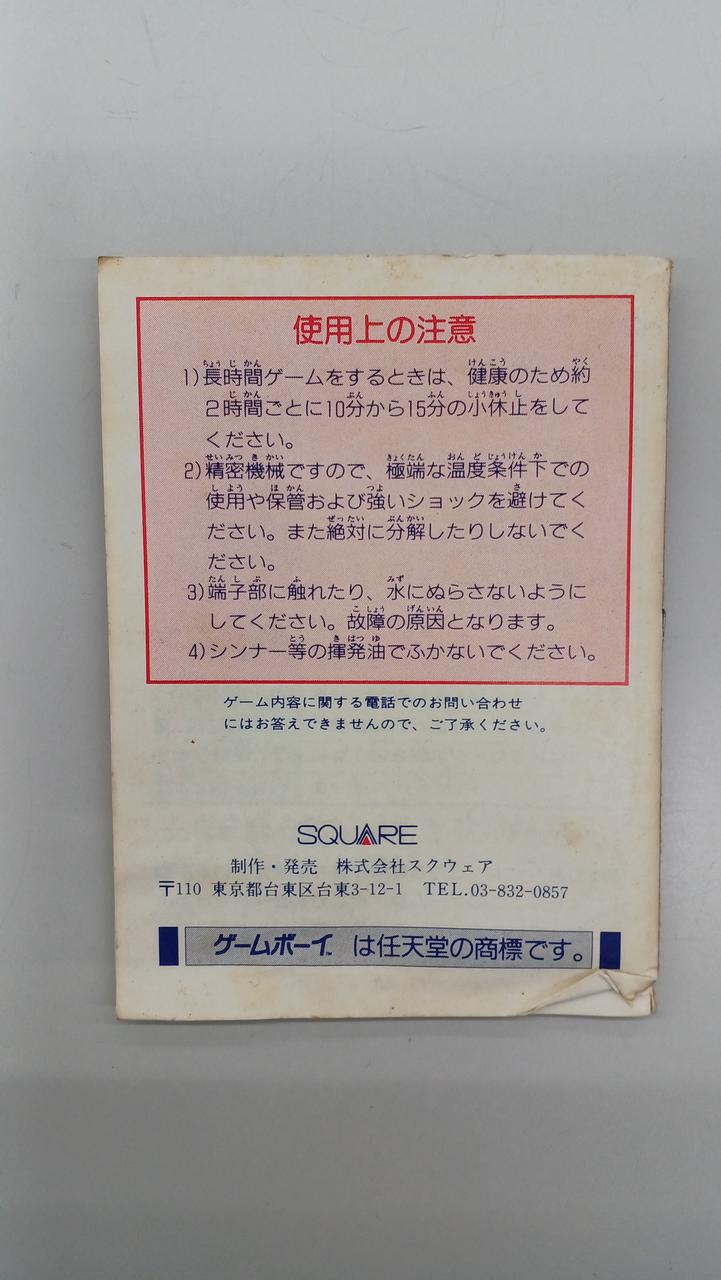 使用上の注意
1)長時間ゲームをするときは、健康のため約
2時間ごとに10分から15分の小休止をして
ください。
2)精密機械ですので、極端な温度条件下での
使用や保管および強いショックを避けてく
ださい。また絶対に分解したりしないでく
ださい。
3)端子部に触れたり、水にぬらさないように
してください。故障の原因となります。
4)シンナー等の揮発油でふかないでください。
ゲーム内容に関する電話でのお問い合わせ
にはお答えできませんので、ご了承ください。
SQUARE
制作・発売 株式会社スクウェア
〒110 東京都台東区台東3-12-1 TEL.03-832-0857
ゲームボーイ™ は任天堂の商標です。